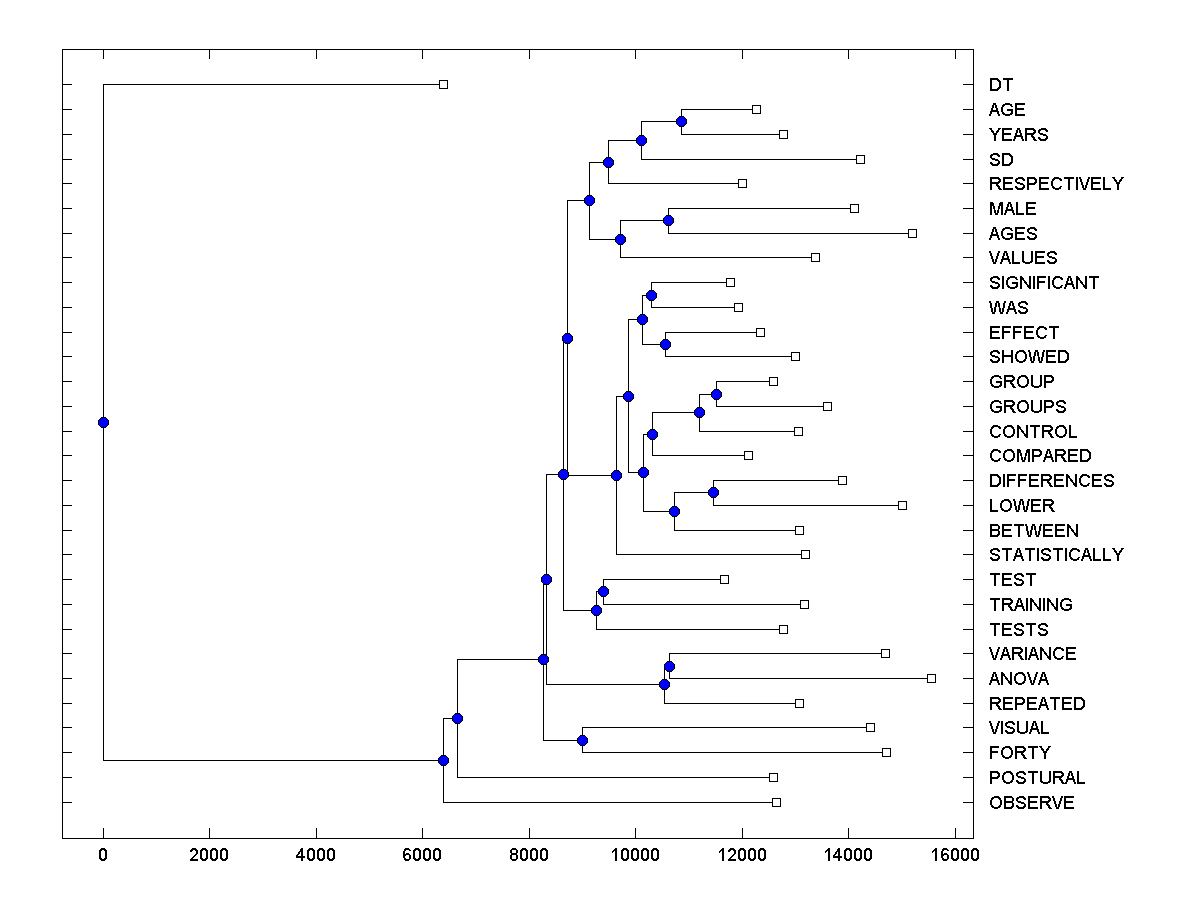 DT
AGE
YEARS
SD
RESPECTIVELY
MALE
AGES
VALUES
SIGNIFICANT
WAS
EFFECT
SHOWED
GROUP
GROUPS
CONTROL
COMPARED
DIFFERENCES
LOWER
BETWEEN
STATISTICALLY
TEST
TRAINING
TESTS
VARIANCE
ANOVA
REPEATED
VISUAL
FORTY
POSTURAL
OBSERVE
0 2000 4000 6000 8000 10000 12000 14000 16000